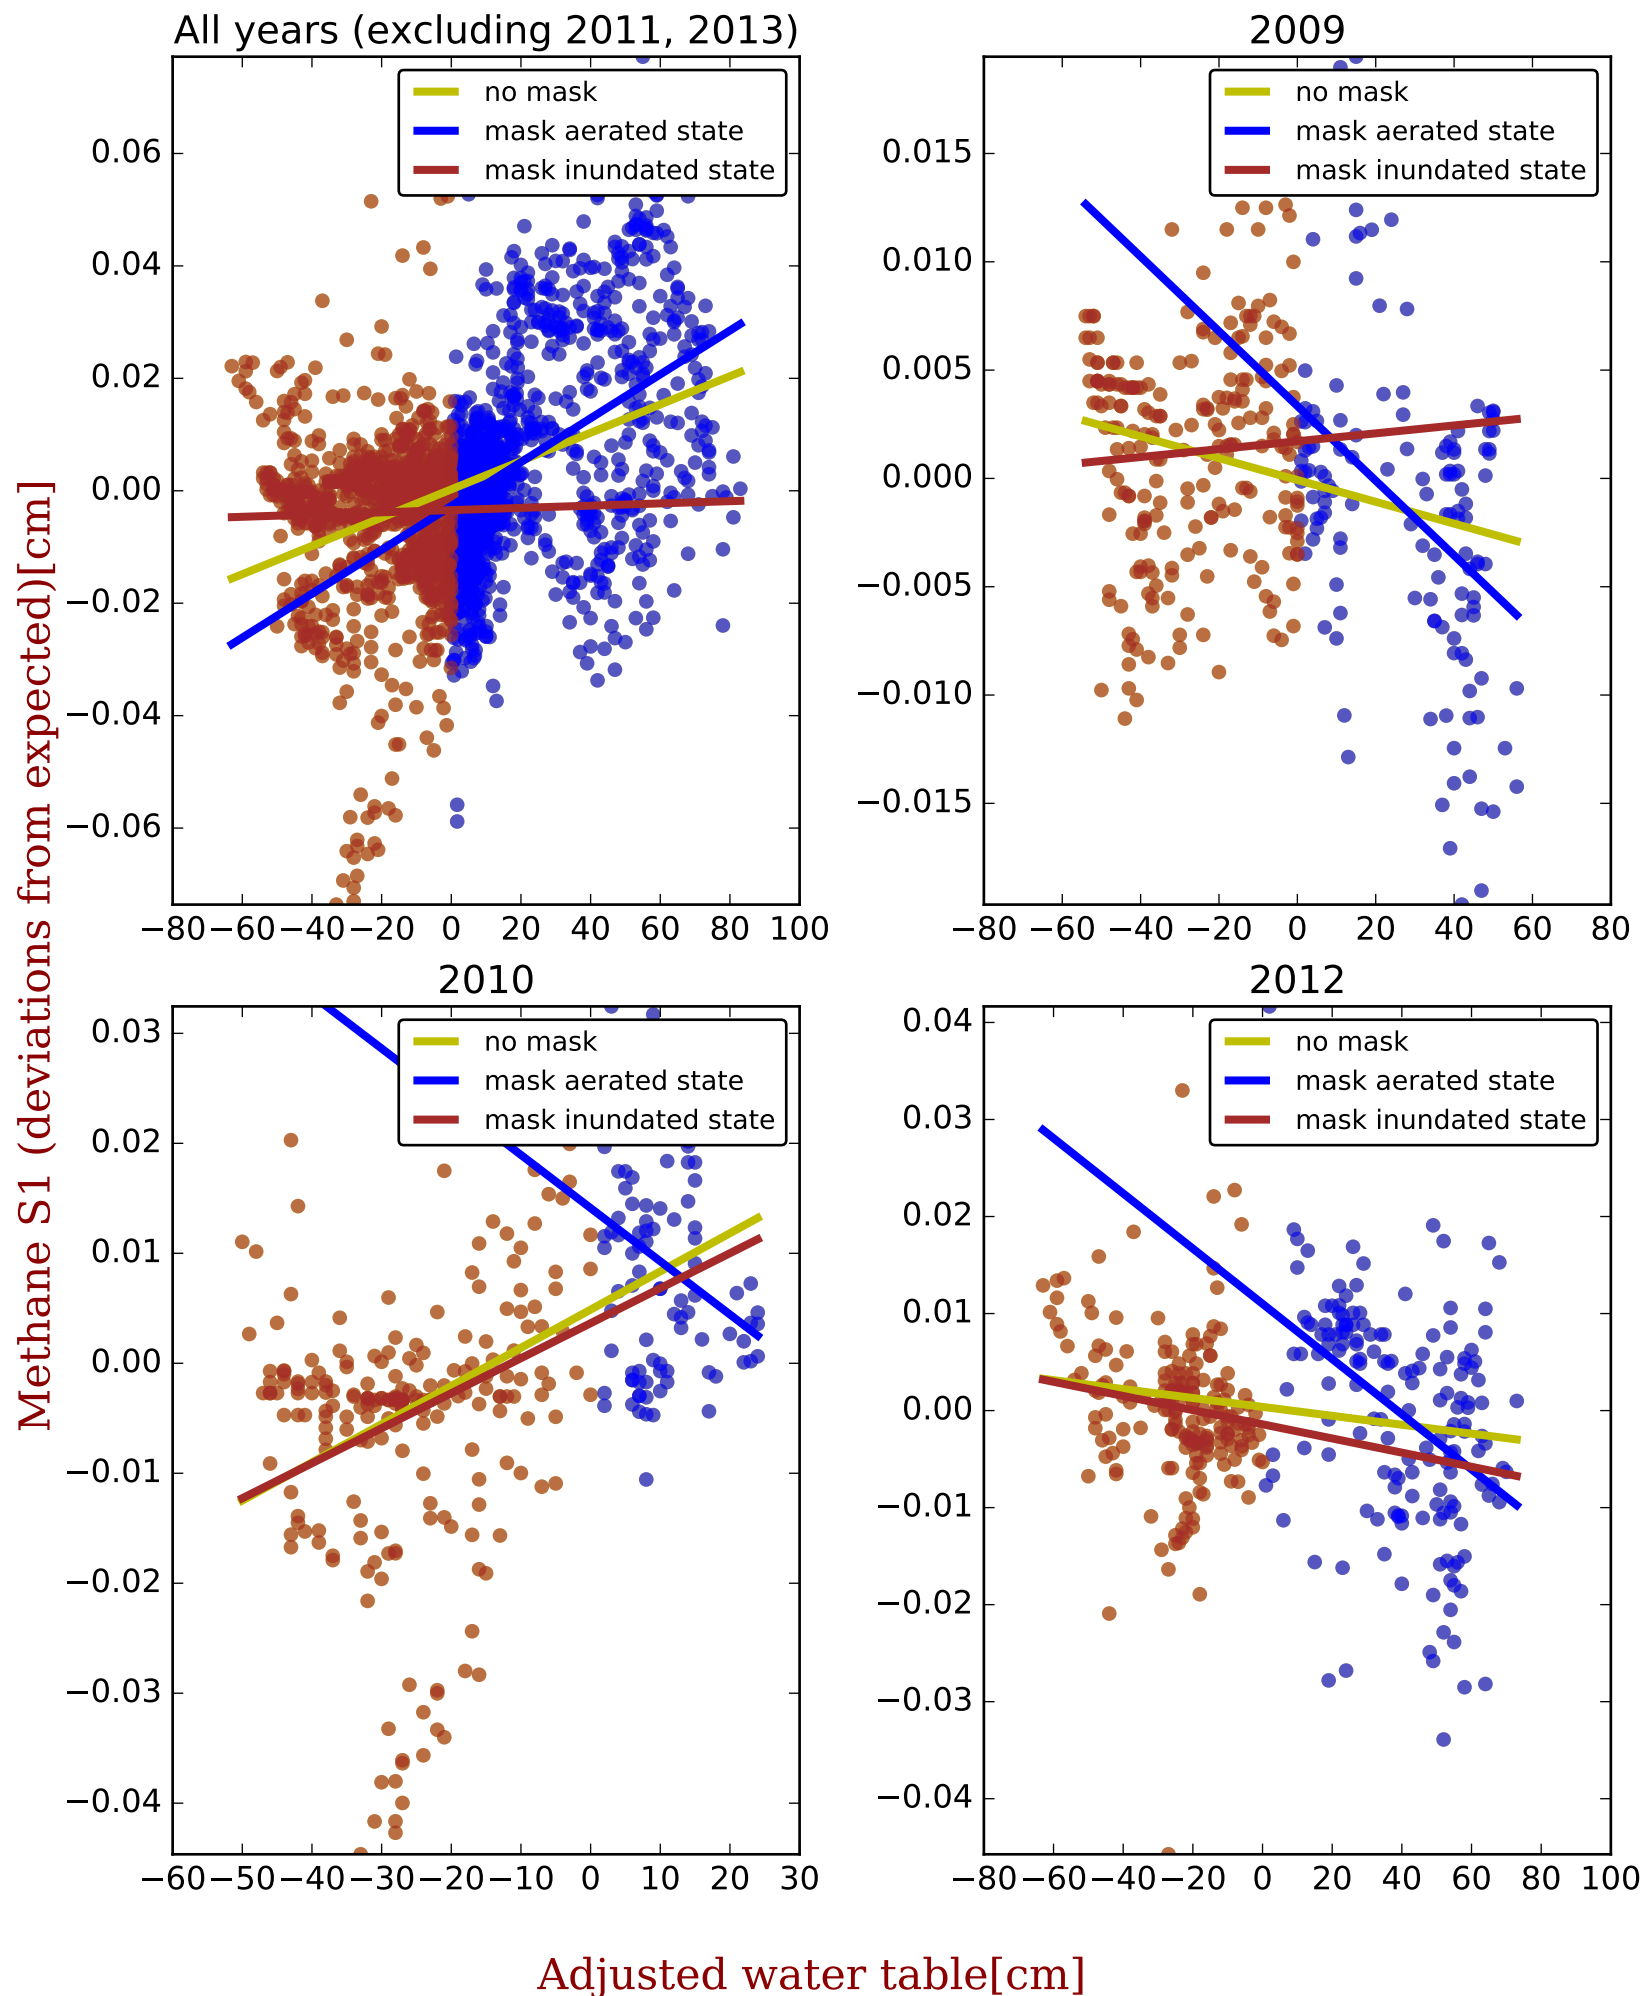 All years (excluding 2011, 2013)
no mask
mask aerated state
mask inundated state
0.06
0.04
0.02
0.00
−0.02
−0.04
−0.06
−80 −60 −40 −20 0 20 40 60 80 100
2009
no mask
mask aerated state
mask inundated state
0.015
0.010
0.005
0.000
−0.005
−0.010
−0.015
−80 −60 −40 −20 0 20 40 60 80
Methane S1 (deviations from expected)[cm]
2010
no mask
mask aerated state
mask inundated state
0.03
0.02
0.01
0.00
−0.01
−0.02
−0.03
−0.04
−60 −50 −40 −30 −20 −10 0 10 20 30
2012
no mask
mask aerated state
mask inundated state
0.04
0.03
0.02
0.01
0.00
−0.01
−0.02
−0.03
−0.04
−80 −60 −40 −20 0 20 40 60 80 100
Adjusted water table[cm]